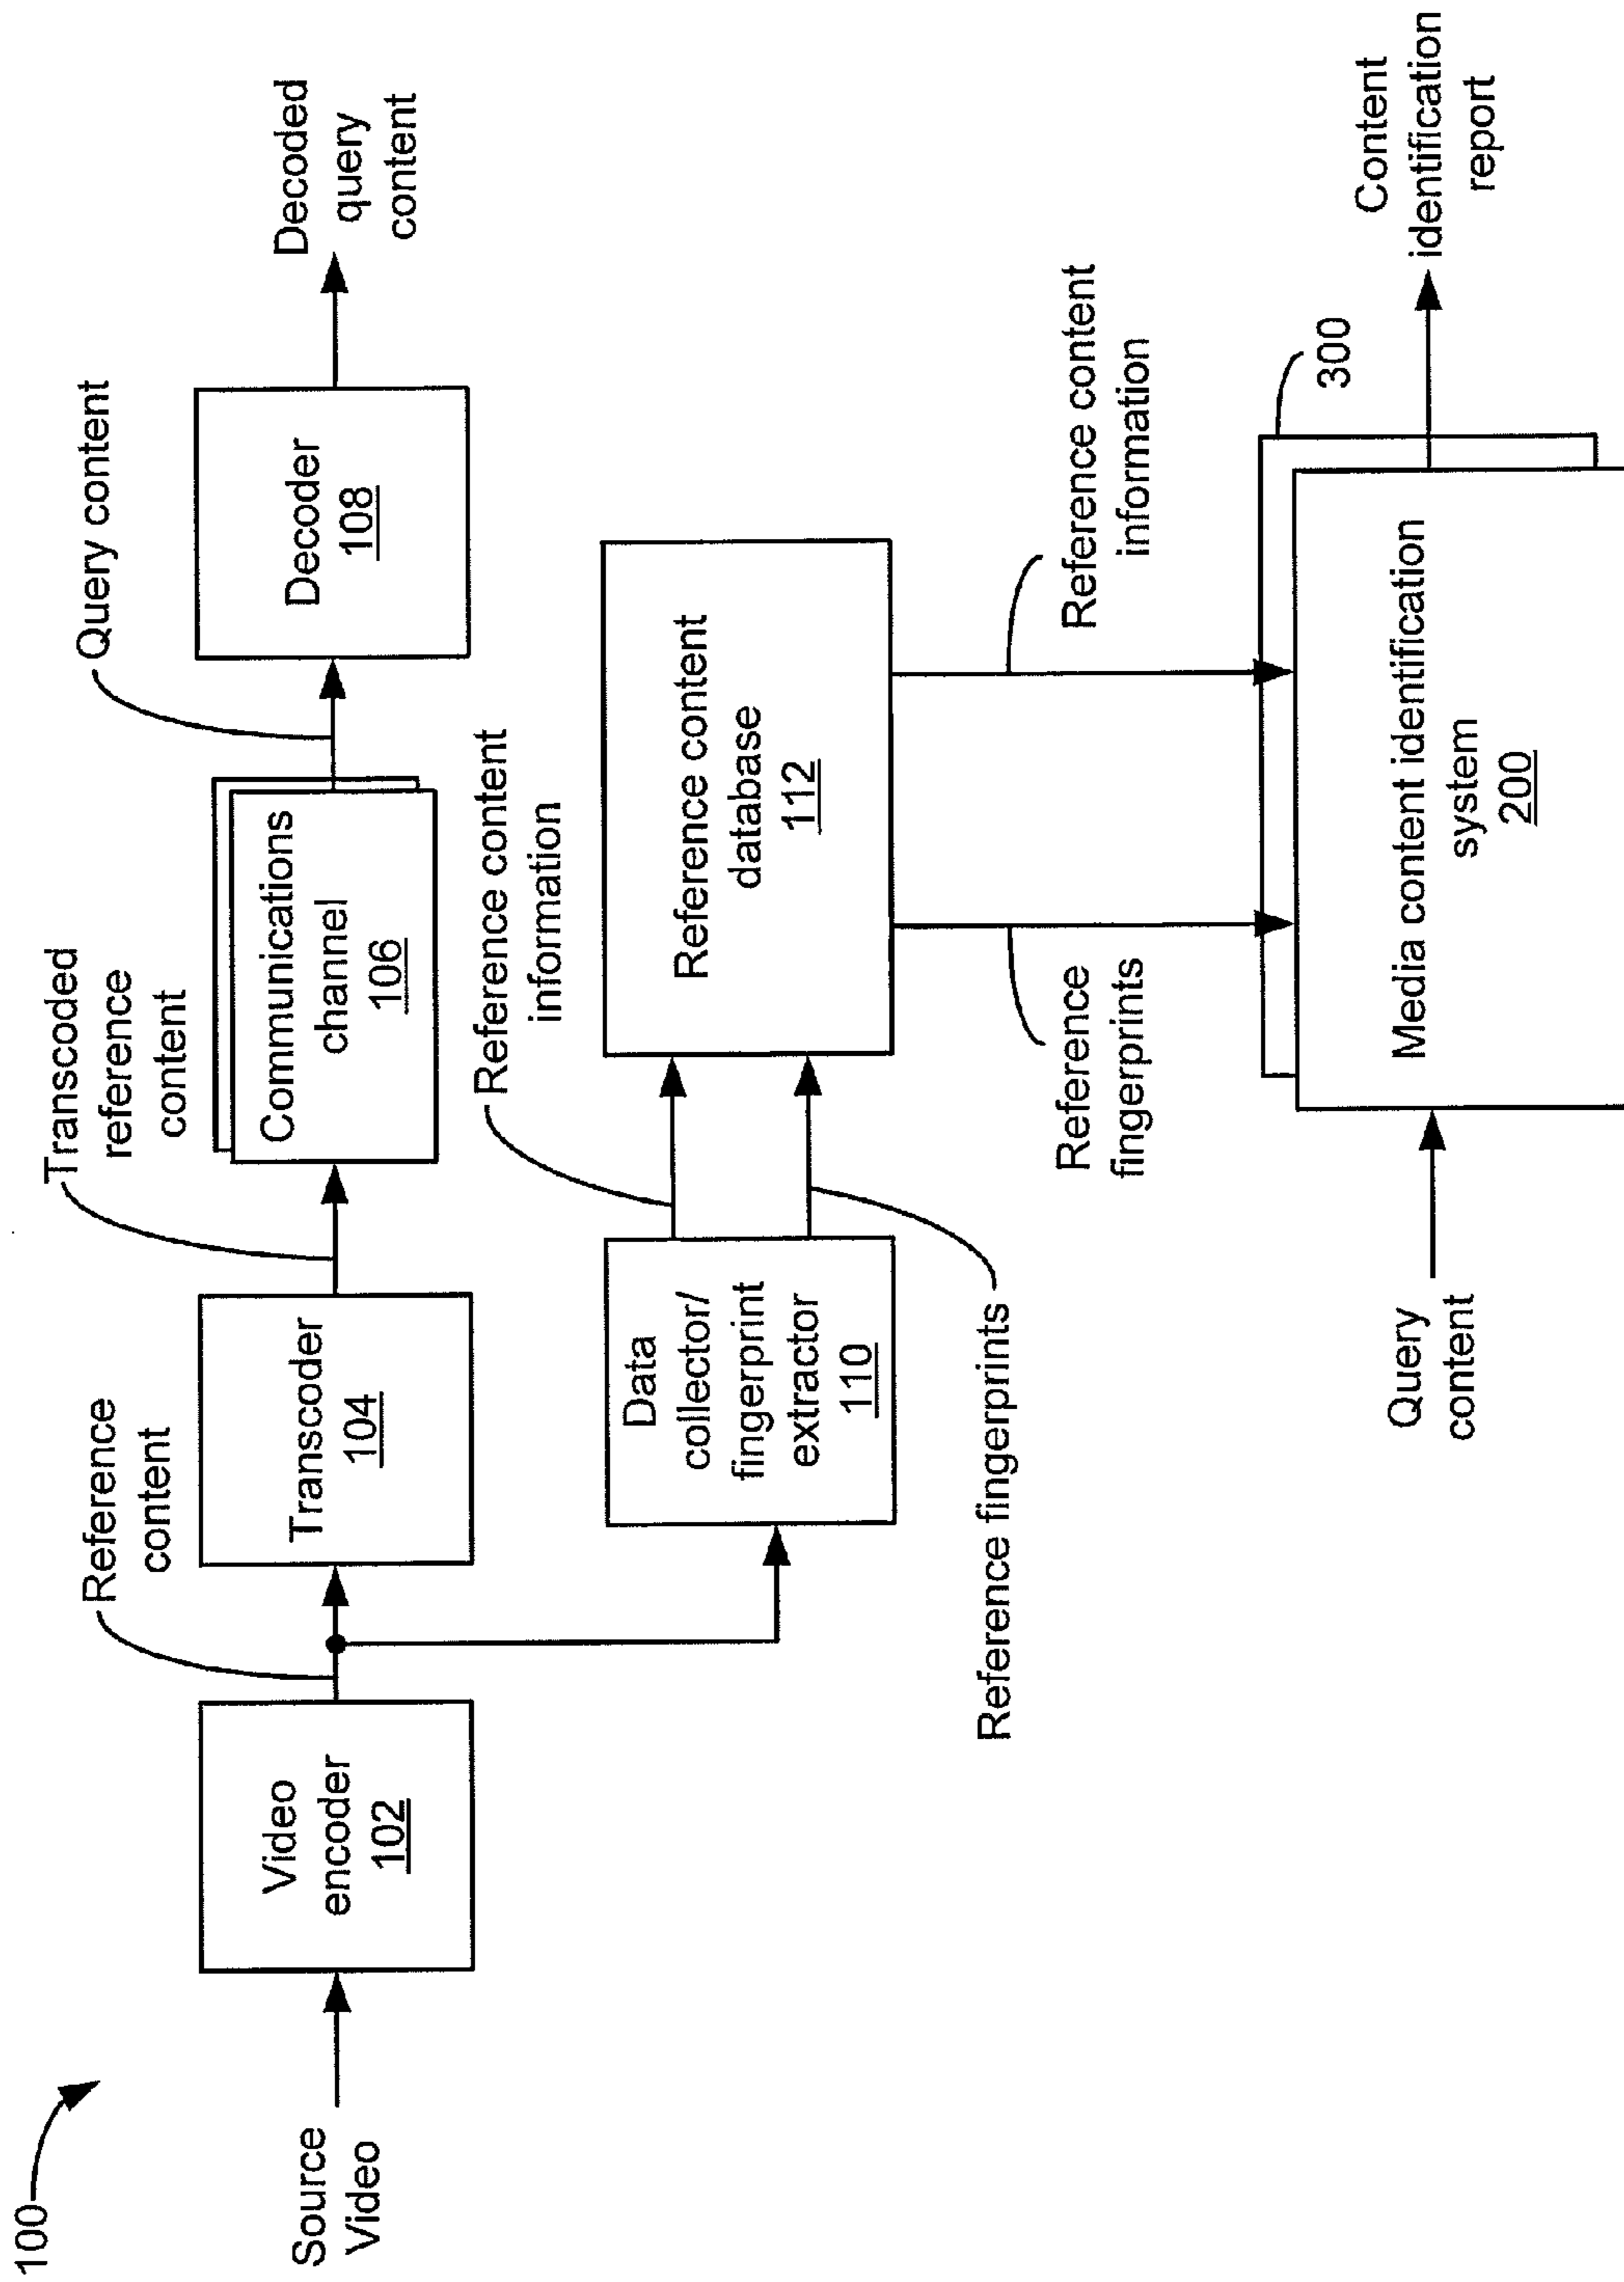 100
Source
Video
Video
encoder
102
Reference
content
Transcoder
104
Transcoded
reference
content
Communications
channel
106
Query content
Decoder
108
Decoded
query
content
Data
collector/
fingerprint
extractor
110
Reference content
information
Reference fingerprints
Reference content
database
112
Reference
fingerprints
Reference content
information
Query
content
Media content identification
system
200
300
Content
identification
report